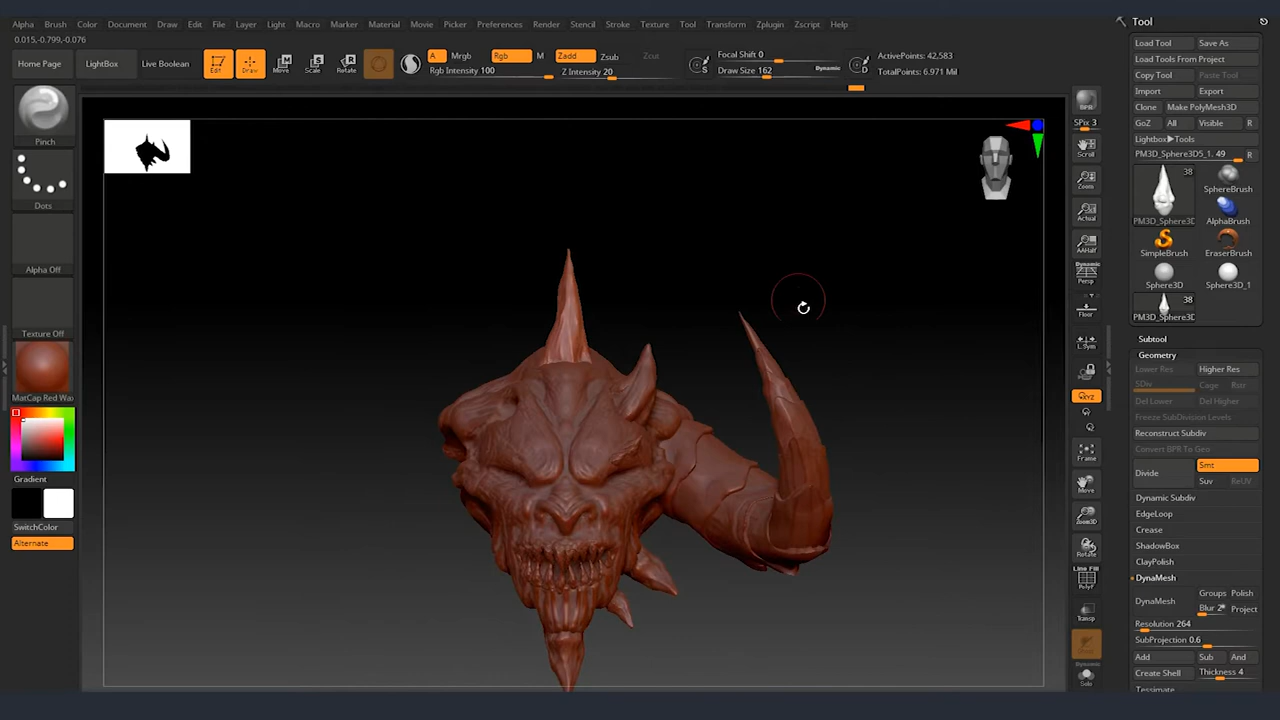 Alpha Brush Color Document Draw Edit File Layer Light Macro Marker Material Movie Picker Preferences Render Stencil Stroke Texture Tool Transform Zplugin Zscript Help
0.015,-0.799,-0.076
Home Page LightBox Live Boolean Edit Draw Move Scale Rotate
A Mrgb Rgb M Zadd Zsub Zcut
Rgb Intensity 100 Z Intensity 20
Focal Shift 0
Draw Size 162 Dynamic
S D
ActivePoints: 42,583
TotalPoints: 6.971 Mil
Pinch
Dots
Alpha Off
Texture Off
MatCap Red Wax
Gradient
SwitchColor
Alternate
BPR
SPix 3
Scroll
Zoom
Actual
AAHalf
Dynamic
Persp
Floor
L.Sym
XYZ
Frame
Move
Zoom3D
Rotate
Line Fill
PolyF
Transp
Dynamic
Solo
Tool
Load Tool Save As
Load Tools From Project
Copy Tool Paste Tool
Import Export
Clone Make PolyMesh3D
GoZ All Visible R
Lightbox▶Tools
PM3D_Sphere3D5_1. 49 R
38
SphereBrush
PM3D_Sphere3D AlphaBrush
SimpleBrush EraserBrush
Sphere3D Sphere3D_1
38
PM3D_Sphere3D
Subtool
Geometry
Lower Res Higher Res
SDiv Cage Rstr
Del Lower Del Higher
Freeze SubDivision Levels
Reconstruct Subdiv
Convert BPR To Geo
Divide Smt
Suv ReUV
Dynamic Subdiv
EdgeLoop
Crease
ShadowBox
ClayPolish
DynaMesh
DynaMesh Groups Polish
Blur 2 Project
Resolution 264
SubProjection 0.6
Add Sub And
Create Shell Thickness 4
Tessimate